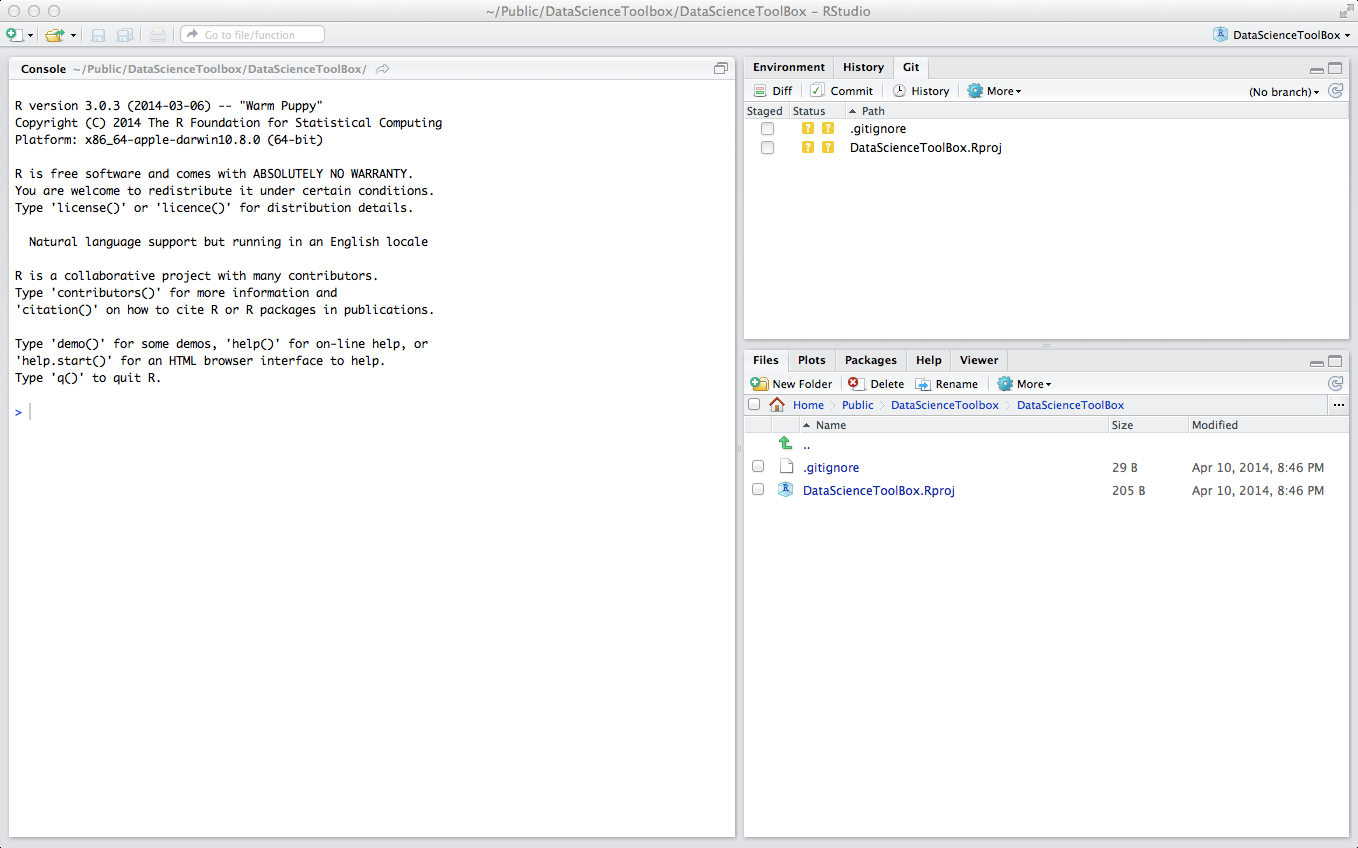 ~/Public/DataScienceToolbox/DataScienceToolBox - RStudio
Go to file/function
DataScienceToolBox
Console ~/Public/DataScienceToolbox/DataScienceToolBox/
R version 3.0.3 (2014-03-06) -- "Warm Puppy"
Copyright (C) 2014 The R Foundation for Statistical Computing
Platform: x86_64-apple-darwin10.8.0 (64-bit)
R is free software and comes with ABSOLUTELY NO WARRANTY.
You are welcome to redistribute it under certain conditions.
Type 'license()' or 'licence()' for distribution details.
Natural language support but running in an English locale
R is a collaborative project with many contributors.
Type 'contributors()' for more information and
'citation()' on how to cite R or R packages in publications.
Type 'demo()' for some demos, 'help()' for on-line help, or
'help.start()' for an HTML browser interface to help.
Type 'q()' to quit R.
>
Environment History Git
Diff Commit History More (No branch)
Staged Status Path
? ? .gitignore
? ? DataScienceToolBox.Rproj
Files Plots Packages Help Viewer
New Folder Delete Rename More
Home Public DataScienceToolbox DataScienceToolBox ...
Name Size Modified
..
.gitignore 29 B Apr 10, 2014, 8:46 PM
DataScienceToolBox.Rproj 205 B Apr 10, 2014, 8:46 PM